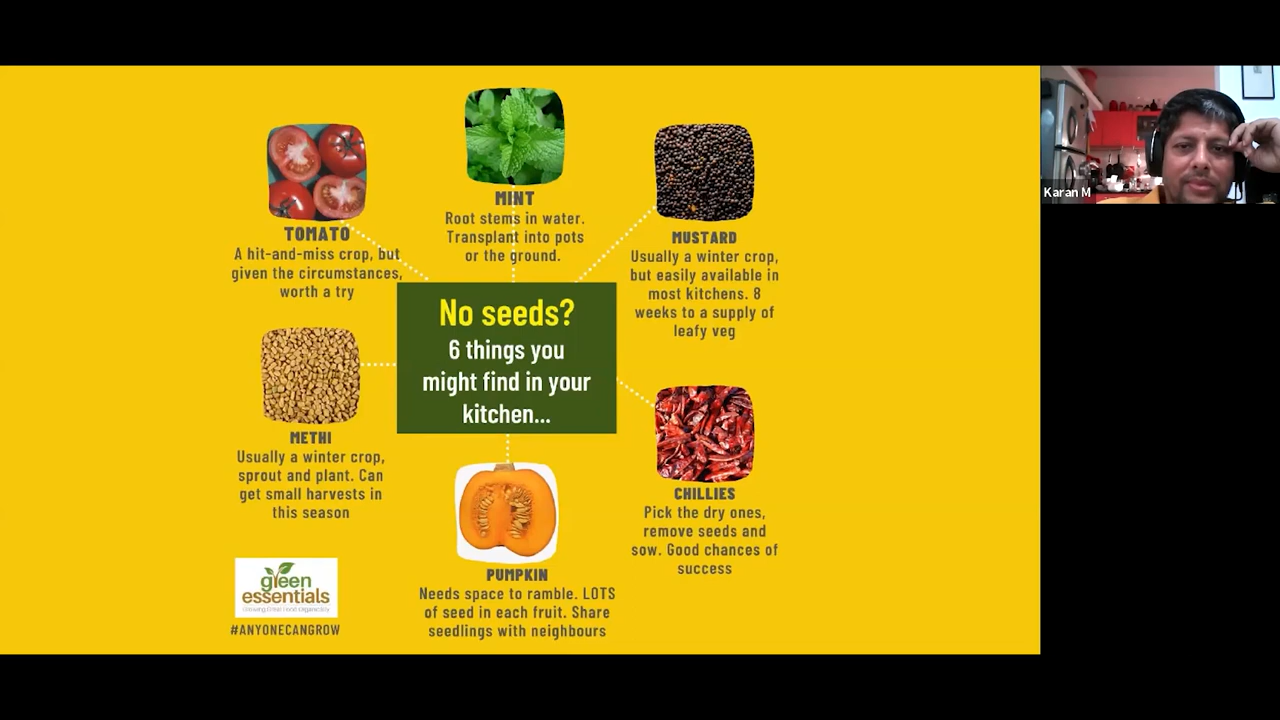 MINT
Root stems in water.
Transplant into pots
or the ground.
TOMATO
A hit-and-miss crop, but
given the circumstances,
worth a try
MUSTARD
Usually a winter crop,
but easily available in
most kitchens. 8
weeks to a supply of
leafy veg
No seeds?
6 things you
might find in your
kitchen...
METHI
Usually a winter crop,
sprout and plant. Can
get small harvests in
this season
CHILLIES
Pick the dry ones,
remove seeds and
sow. Good chances of
success
PUMPKIN
Needs space to ramble. LOTS
of seed in each fruit. Share
seedlings with neighbours
green
essentials
#ANYONECANGROW
Karan M